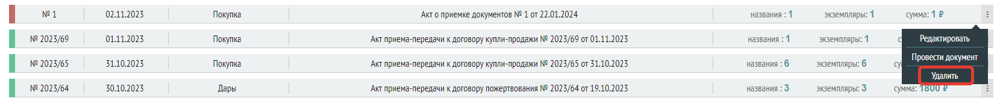 № 1 02.11.2023 Покупка Акт о приемке документов № 1 от 22.01.2024 названия : 1 экземпляры: 1 сумма: 1 ₽
№ 2023/69 01.11.2023 Покупка Акт приема-передачи к договору купли-продажи № 2023/69 от 01.11.2023 названия : 1 экземпляры: 1
Редактировать
Провести документ
№ 2023/65 31.10.2023 Покупка Акт приема-передачи к договору купли-продажи № 2023/65 от 31.10.2023 названия : 6 экземпляры: 6
Удалить
№ 2023/64 30.10.2023 Дары Акт приема-передачи к договору пожертвования № 2023/64 от 19.10.2023 названия : 3 экземпляры: 3 сумма: 1800 ₽